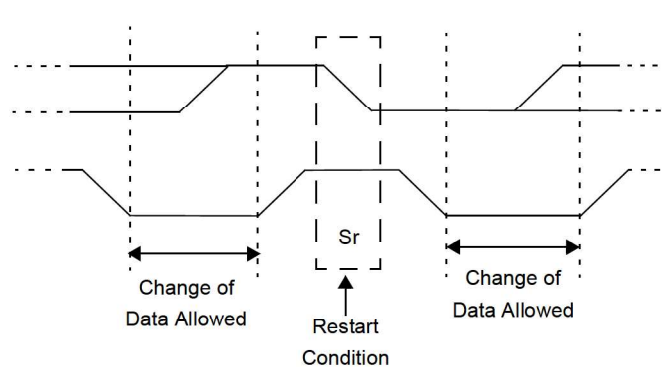 Sr
Change of
Data Allowed
Restart
Condition
Change of
Data Allowed